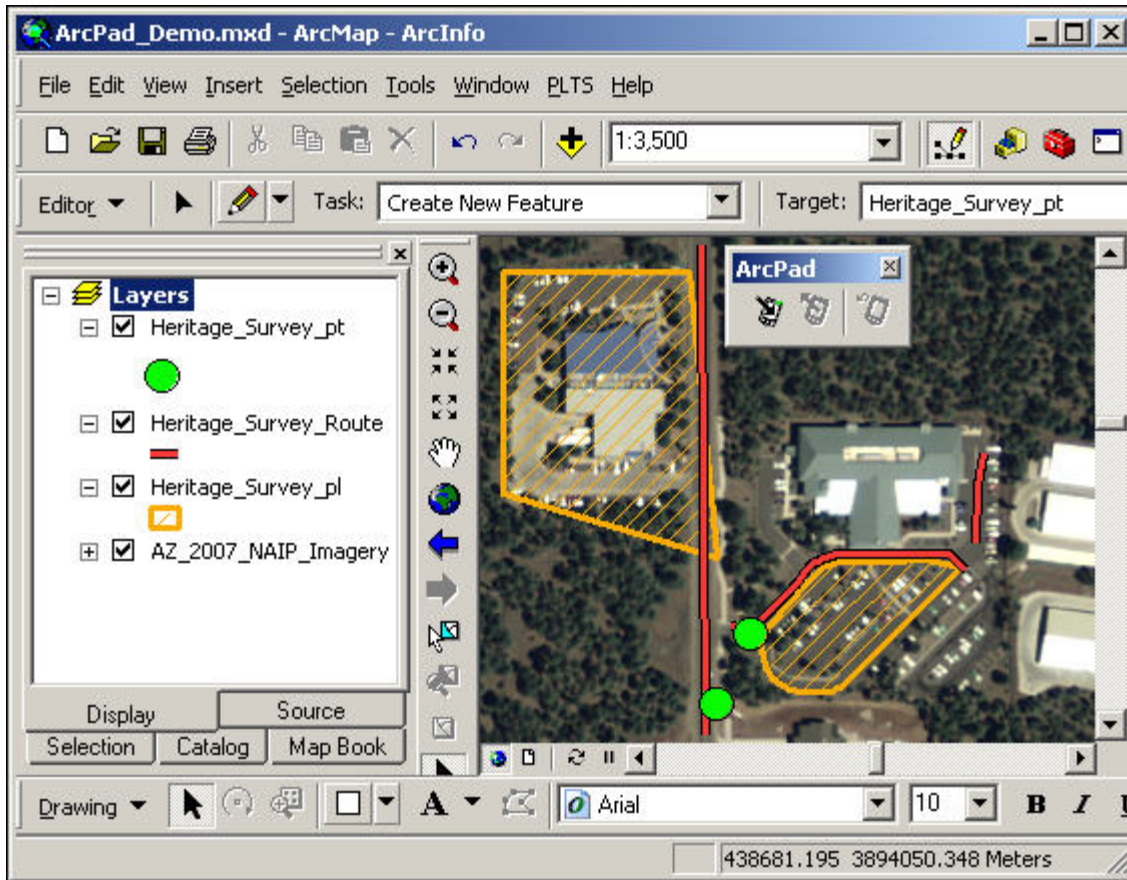 ArcPad_Demo.mxd - ArcMap - ArcInfo
File Edit View Insert Selection Tools Window PLTS Help
1:3,500
Editor Task: Create New Feature Target: Heritage_Survey_pt
Layers
Heritage_Survey_pt
Heritage_Survey_Route
Heritage_Survey_pl
AZ_2007_NAIP_Imagery
Display Source
Selection Catalog Map Book
ArcPad
Drawing A Arial 10 B I U
438681.195 3894050.348 Meters